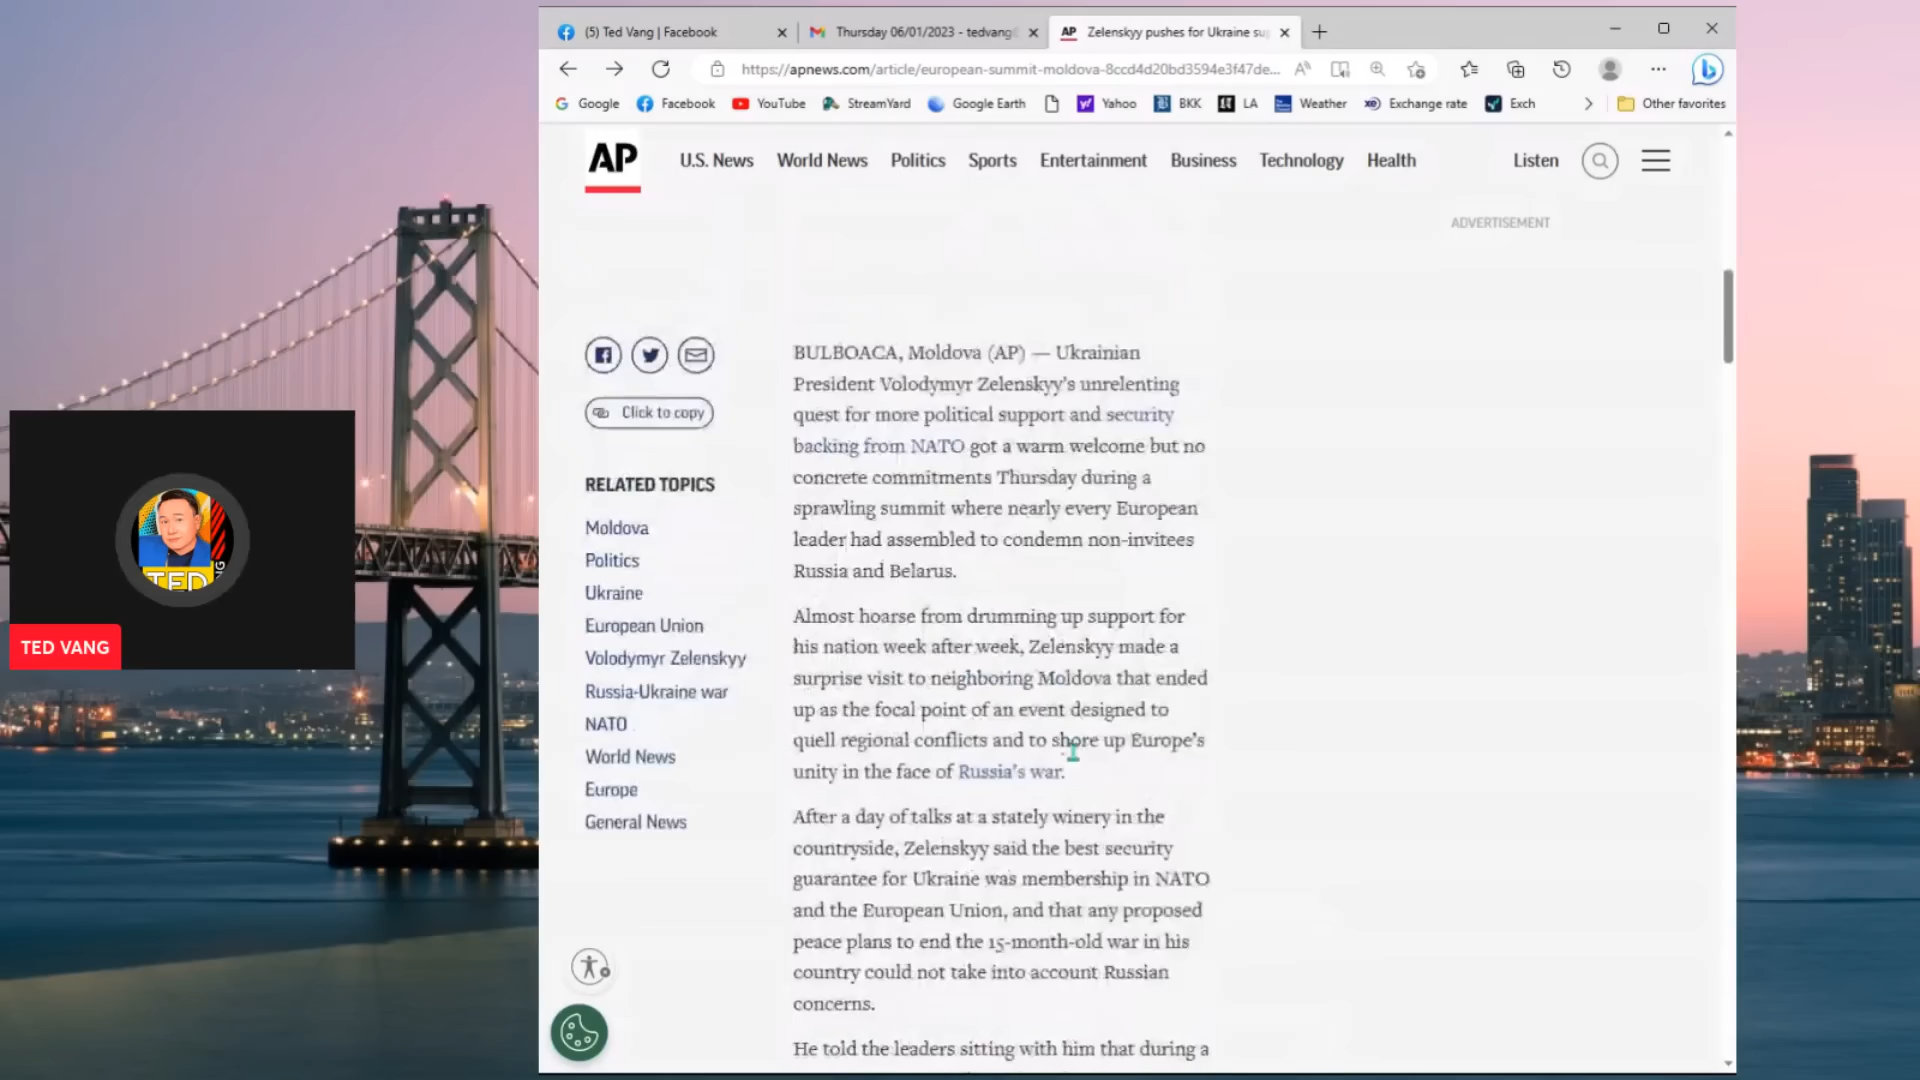 (5) Ted Vang | Facebook
Thursday 06/01/2023 - tedvang
AP Zelenskyy pushes for Ukraine su
https://apnews.com/article/european-summit-moldova-8ccd4d20bd3594e3f47de...
Google Facebook YouTube StreamYard Google Earth Yahoo BKK LA Weather Exchange rate Exch Other favorites
AP
U.S. News World News Politics Sports Entertainment Business Technology Health Listen
ADVERTISEMENT
Click to copy
RELATED TOPICS
Moldova
Politics
Ukraine
European Union
Volodymyr Zelenskyy
Russia-Ukraine war
NATO
World News
Europe
General News
BULBOACA, Moldova (AP) — Ukrainian
President Volodymyr Zelenskyy's unrelenting
quest for more political support and security
backing from NATO got a warm welcome but no
concrete commitments Thursday during a
sprawling summit where nearly every European
leader had assembled to condemn non-invitees
Russia and Belarus.
Almost hoarse from drumming up support for
his nation week after week, Zelenskyy made a
surprise visit to neighboring Moldova that ended
up as the focal point of an event designed to
quell regional conflicts and to shore up Europe's
unity in the face of Russia's war.
After a day of talks at a stately winery in the
countryside, Zelenskyy said the best security
guarantee for Ukraine was membership in NATO
and the European Union, and that any proposed
peace plans to end the 15-month-old war in his
country could not take into account Russian
concerns.
He told the leaders sitting with him that during a
TED
TED VANG